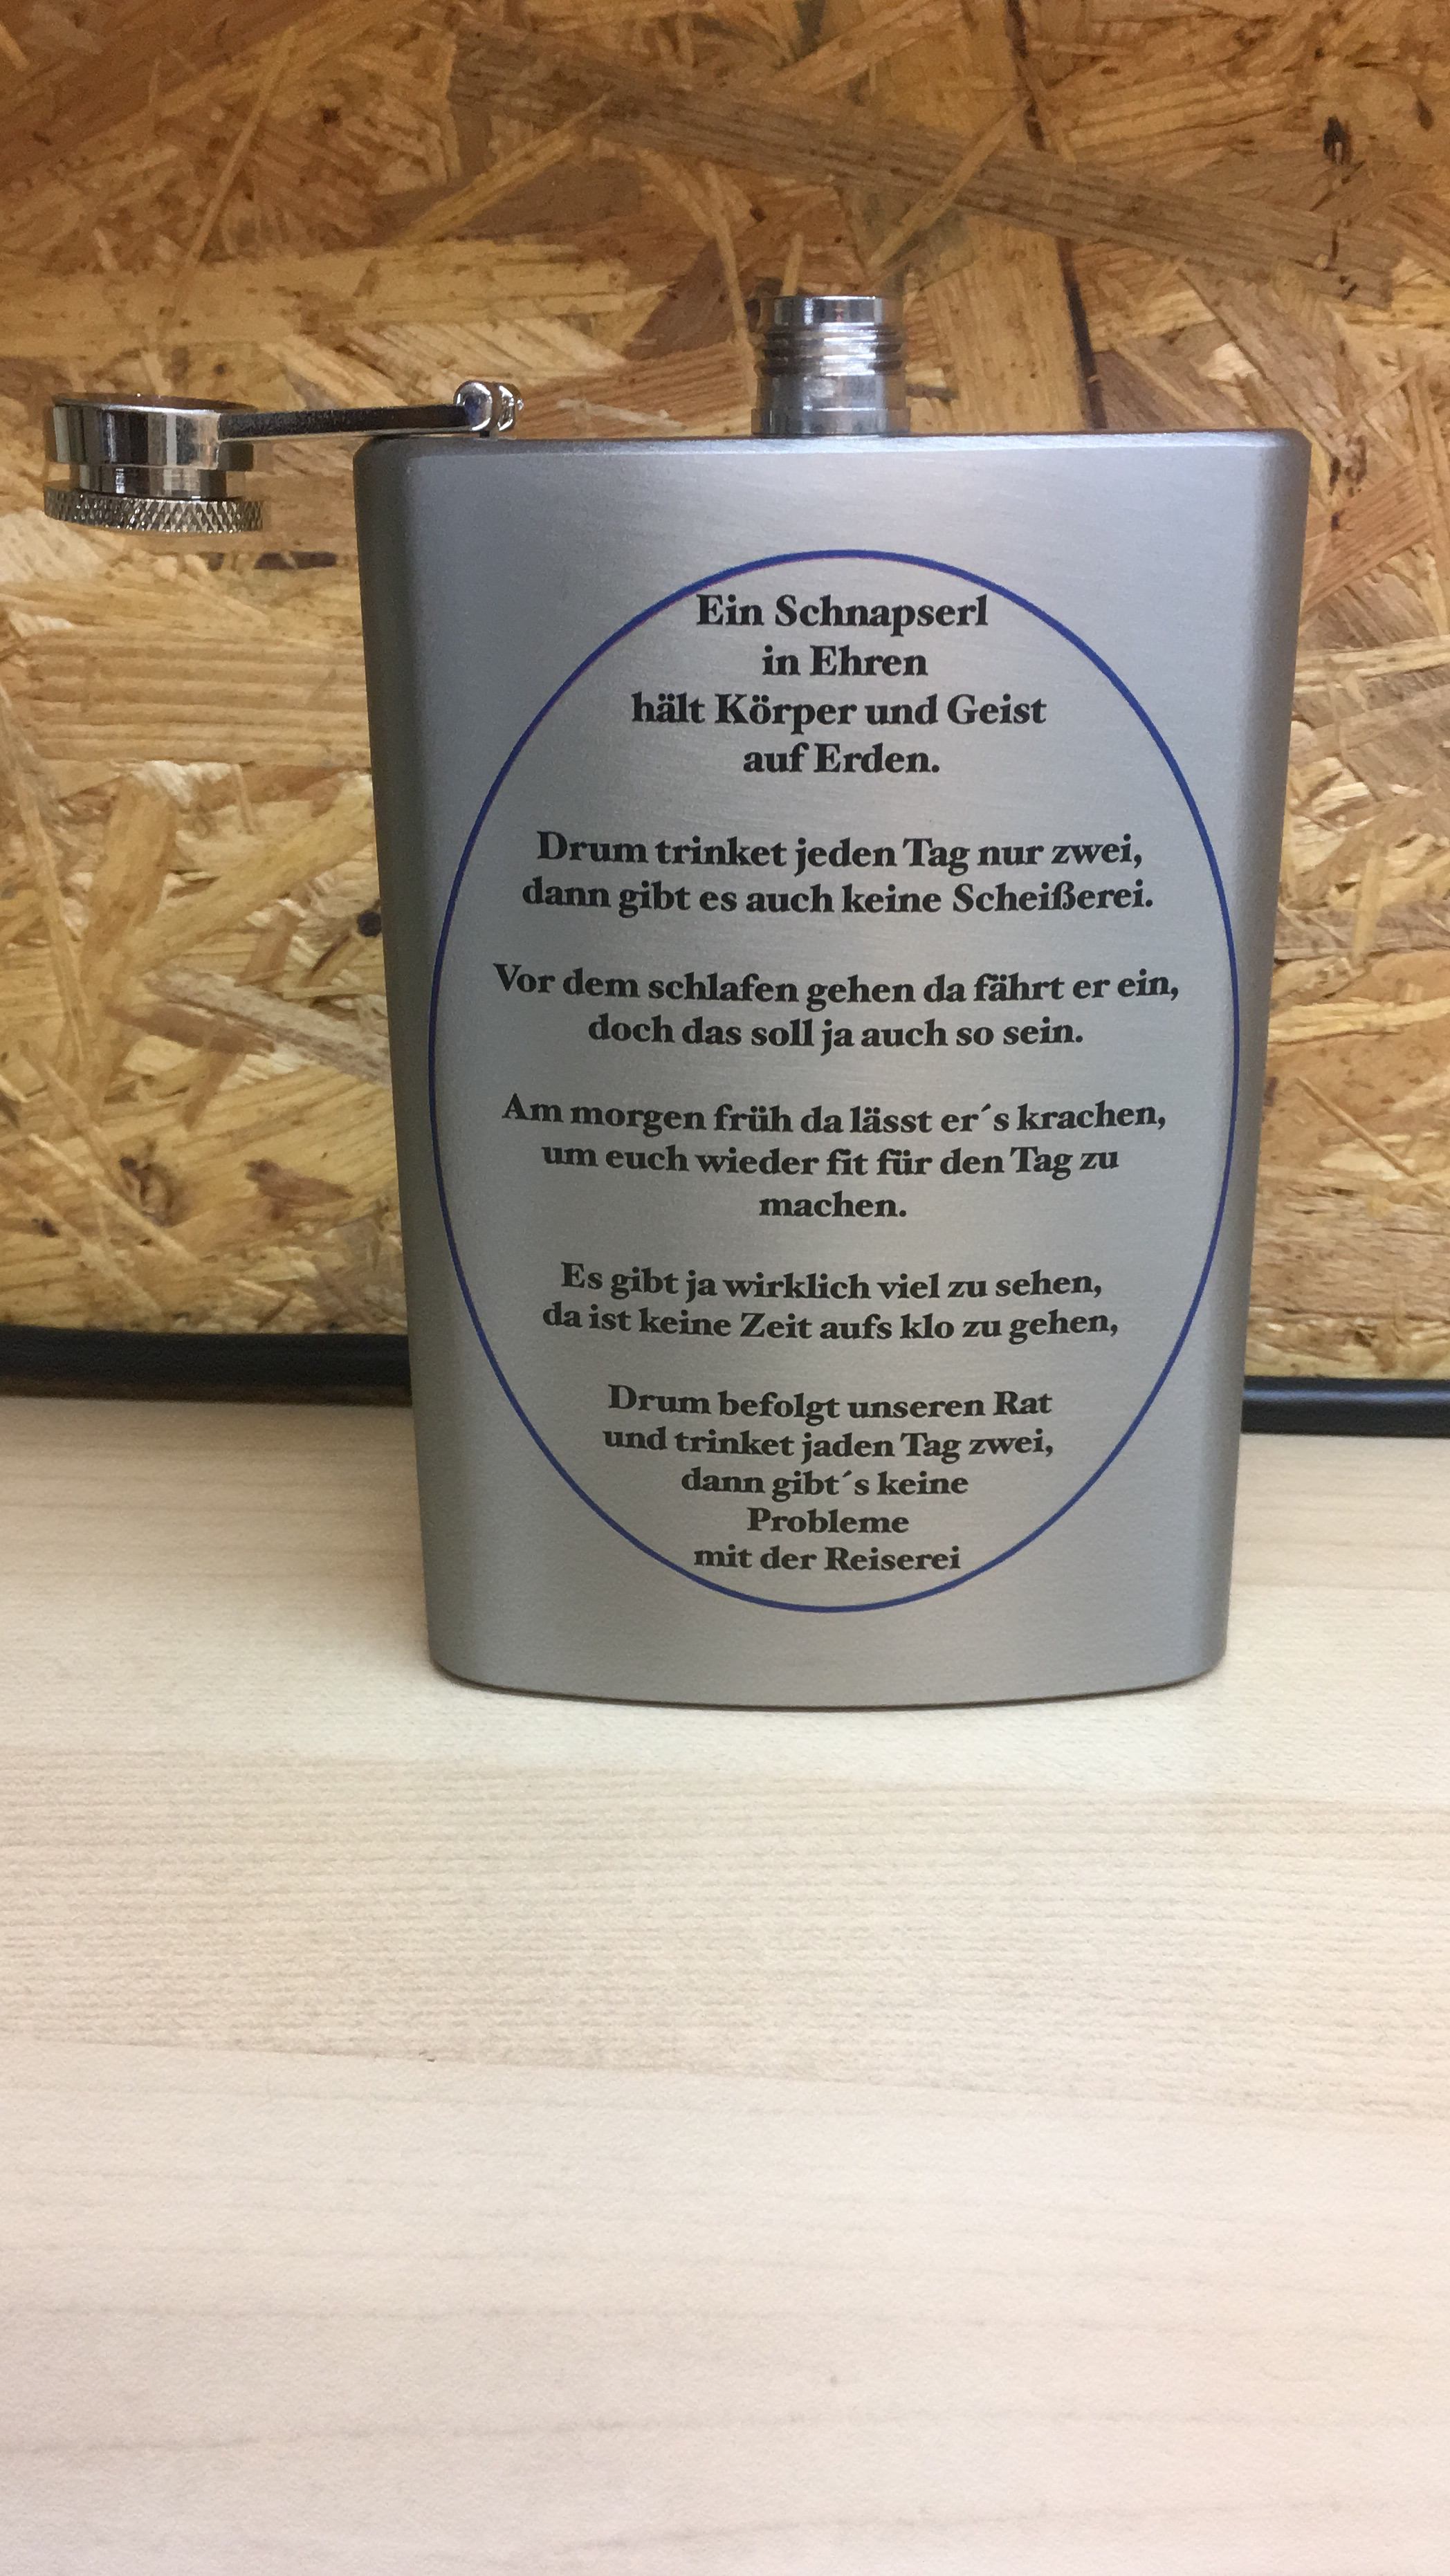 Ein Schnapserl
in Ehren
hält Körper und Geist
auf Erden.
Drum trinket jeden Tag nur zwei,
dann gibt es auch keine Scheißerei.
Vor dem schlafen gehen da fährt er ein,
doch das soll ja auch so sein.
Am morgen früh da lässt er´s krachen,
um euch wieder fit für den Tag zu
machen.
Es gibt ja wirklich viel zu sehen,
da ist keine Zeit aufs klo zu gehen,
Drum befolgt unseren Rat
und trinket jaden Tag zwei,
dann gibt´s keine
Probleme
mit der Reiserei